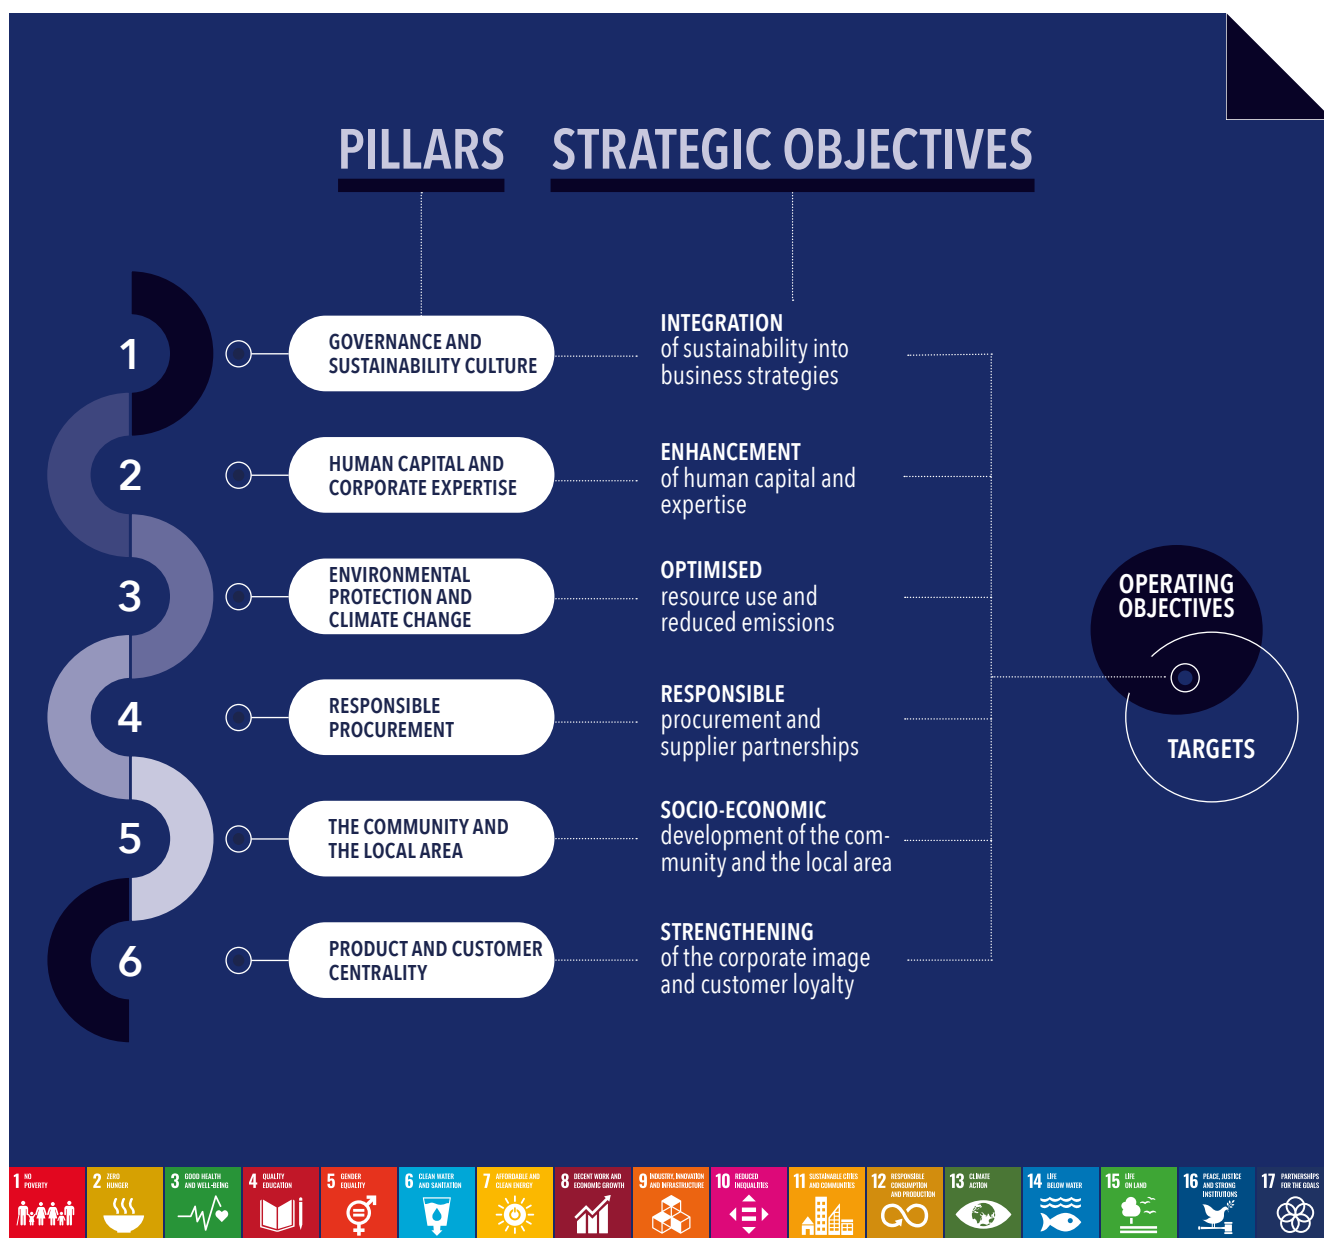 PILLARS STRATEGIC OBJECTIVES
1
GOVERNANCE AND
SUSTAINABILITY CULTURE
INTEGRATION
of sustainability into
business strategies
2
HUMAN CAPITAL AND
CORPORATE EXPERTISE
ENHANCEMENT
of human capital and
expertise
3
ENVIRONMENTAL
PROTECTION AND
CLIMATE CHANGE
OPTIMISED
resource use and
reduced emissions
4
RESPONSIBLE
PROCUREMENT
RESPONSIBLE
procurement and
supplier partnerships
5
THE COMMUNITY AND
THE LOCAL AREA
SOCIO-ECONOMIC
development of the com-
munity and the local area
6
PRODUCT AND CUSTOMER
CENTRALITY
STRENGTHENING
of the corporate image
and customer loyalty
OPERATING
OBJECTIVES
TARGETS
1 NO
POVERTY
2 ZERO
HUNGER
3 GOOD HEALTH
AND WELL-BEING
4 QUALITY
EDUCATION
5 GENDER
EQUALITY
6 CLEAN WATER
AND SANITATION
7 AFFORDABLE AND
CLEAN ENERGY
8 DECENT WORK AND
ECONOMIC GROWTH
9 INDUSTRY, INNOVATION
AND INFRASTRUCTURE
10 REDUCED
INEQUALITIES
11 SUSTAINABLE CITIES
AND COMMUNITIES
12 RESPONSIBLE
CONSUMPTION
AND PRODUCTION
13 CLIMATE
ACTION
14 LIFE
BELOW WATER
15 LIFE
ON LAND
16 PEACE, JUSTICE
AND STRONG
INSTITUTIONS
17 PARTNERSHIPS
FOR THE GOALS